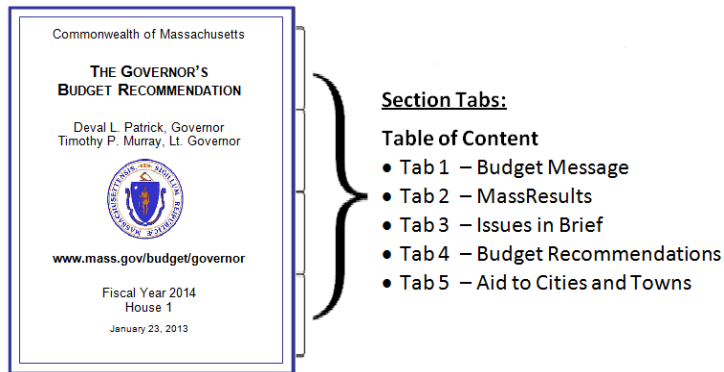 Commonwealth of Massachusetts
THE GOVERNOR'S
BUDGET RECOMMENDATION
Deval L. Patrick, Governor
Timothy P. Murray, Lt. Governor
www.mass.gov/budget/governor
Fiscal Year 2014
House 1
January 23, 2013
Section Tabs:
Table of Content
• Tab 1 – Budget Message
• Tab 2 – MassResults
• Tab 3 – Issues in Brief
• Tab 4 – Budget Recommendations
• Tab 5 – Aid to Cities and Towns